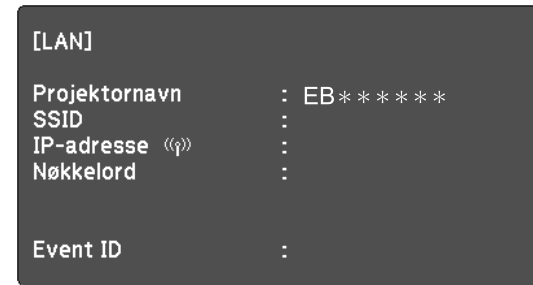 [LAN]
Projektornavn : EB******
SSID :
IP-adresse :
Nøkkelord :
Event ID :